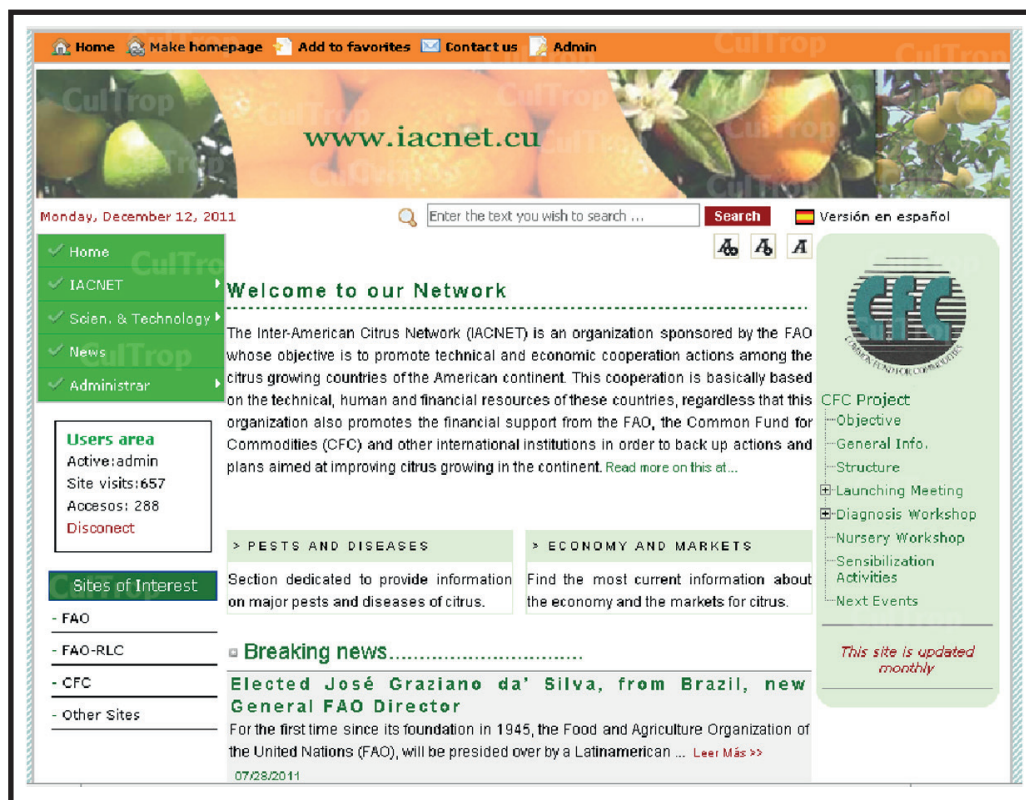 Home Make homepage Add to favorites Contact us Admin
www.iacnet.cu
Monday, December 12, 2011
Enter the text you wish to search ...
Search
Versión en español
A A A
Home
IACNET
Scien. & Technology
News
Administrar
Users area
Active:admin
Site visits:657
Accesos: 288
Disconect
Sites of Interest
- FAO
- FAO-RLC
- CFC
- Other Sites
Welcome to our Network
The Inter-American Citrus Network (IACNET) is an organization sponsored by the FAO
whose objective is to promote technical and economic cooperation actions among the
citrus growing countries of the American continent. This cooperation is basically based
on the technical, human and financial resources of these countries, regardless that this
organization also promotes the financial support from the FAO, the Common Fund for
Commodities (CFC) and other international institutions in order to back up actions and
plans aimed at improving citrus growing in the continent. Read more on this at...
> PESTS AND DISEASES
Section dedicated to provide information
on major pests and diseases of citrus.
> ECONOMY AND MARKETS
Find the most current information about
the economy and the markets for citrus.
Breaking news..............................
Elected José Graziano da' Silva, from Brazil, new
General FAO Director
For the first time since its foundation in 1945, the Food and Agriculture Organization of
the United Nations (FAO), will be presided over by a Latinamerican ... Leer Más >>
07/28/2011
CFC
COMMON FUND FOR COMMODITIES
CFC Project
Objective
General Info.
Structure
Launching Meeting
Diagnosis Workshop
Nursery Workshop
Sensibilization
Activities
Next Events
This site is updated
monthly
CulTrop